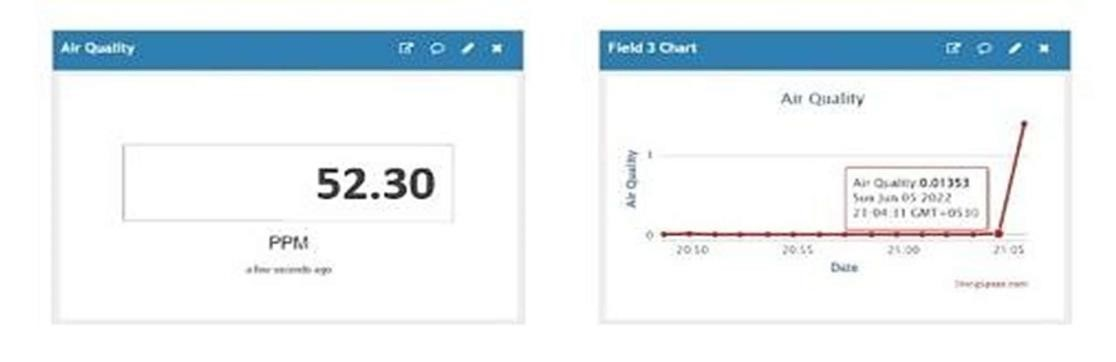 Air Quality
52.30
PPM
a few seconds ago
Field 3 Chart
Air Quality
Air Quality
1
0
Air Quality:0.01353
Sun Jun 05 2022
21:04:31 GMT+0530
20:50 20:55 21:00 21:05
Date
ThingSpeak.com